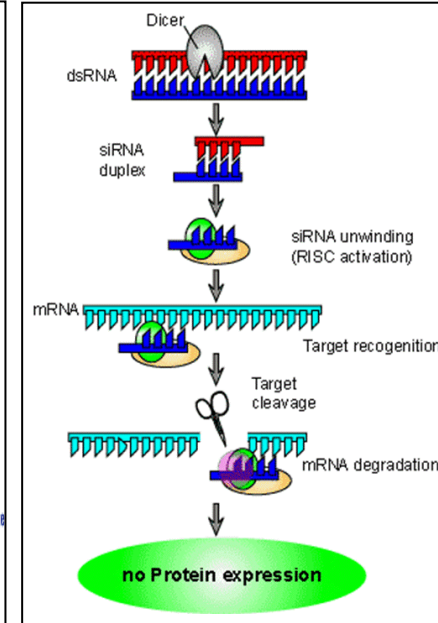 Dicer
dsRNA
siRNA
duplex
siRNA unwinding
(RISC activation)
mRNA
Target recogenition
Target
cleavage
mRNA degradation
e
no Protein expression